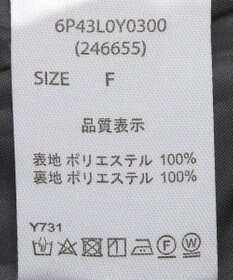 6P43L0Y0300
(246655)
SIZE F
品質表示
表地 ポリエステル 100%
裏地 ポリエステル 100%
Y731
F W